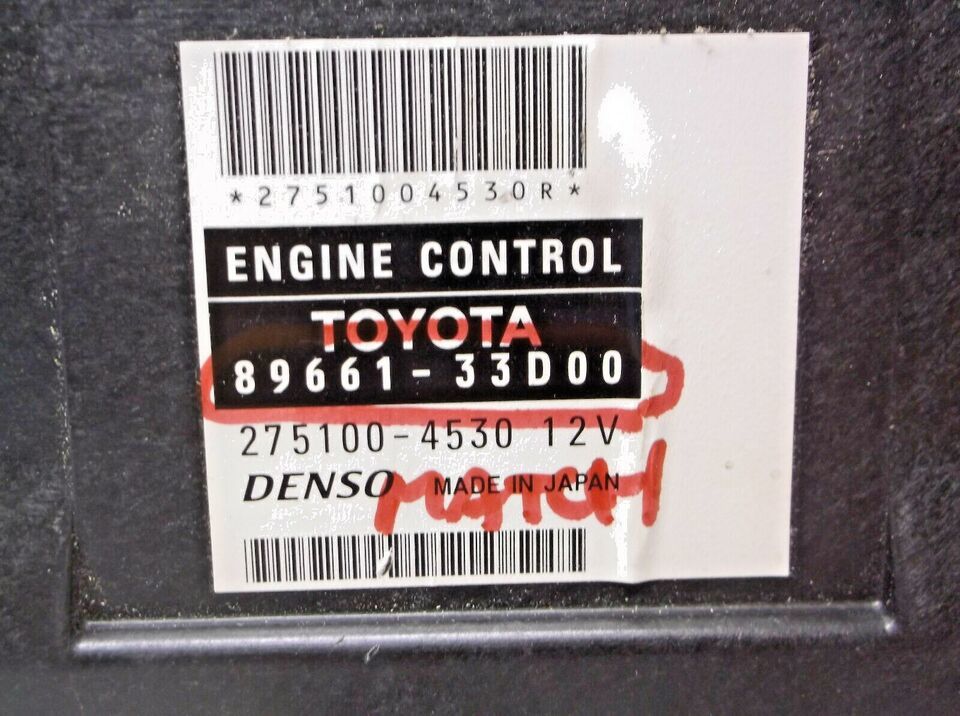 *2751004530R*
ENGINE CONTROL
TOYOTA
89661-33D00
275100-4530 12V
DENSO MADE IN JAPAN
MATCH